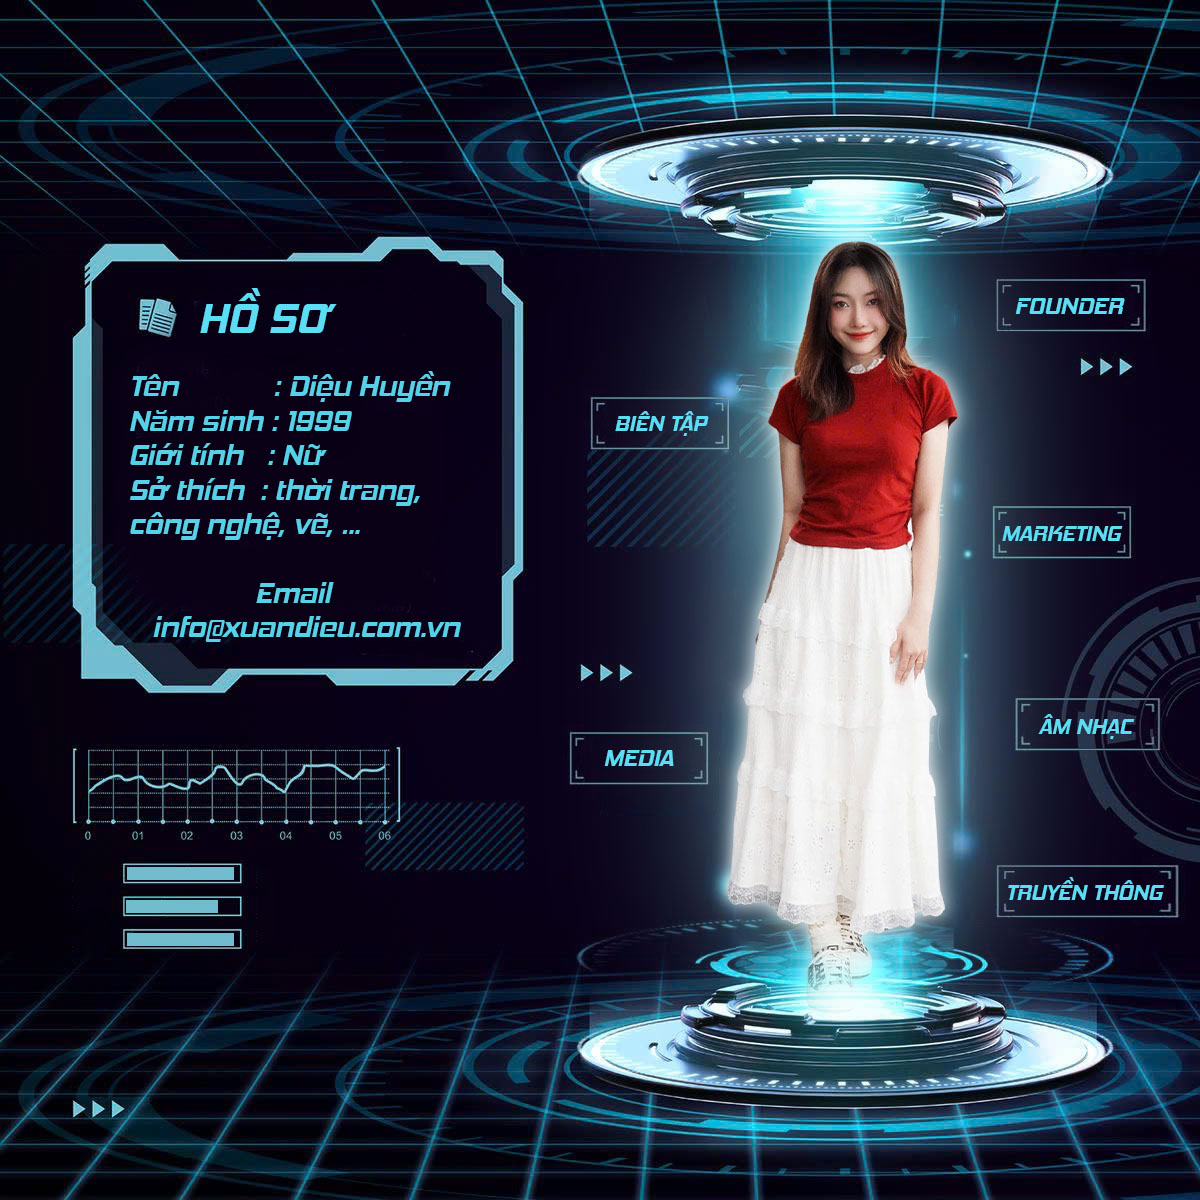 HỒ SƠ
Tên : Diệu Huyền
Năm sinh : 1999
Giới tính : Nữ
Sở thích : thời trang,
công nghệ, vẽ, ...
Email
info@xuandieu.com.vn
0 01 02 03 04 05 06
FOUNDER
BIÊN TẬP
MARKETING
ÂM NHẠC
MEDIA
TRUYỀN THÔNG